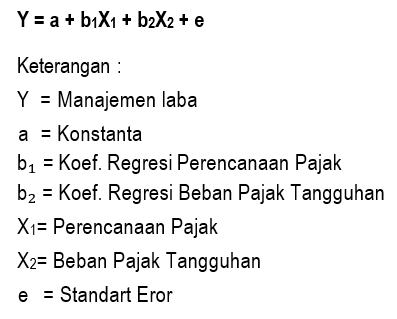 Y = a + b1X1 + b2X2 + e
Keterangan :
Y = Manajemen laba
a = Konstanta
b₁ = Koef. Regresi Perencanaan Pajak
b₂ = Koef. Regresi Beban Pajak Tangguhan
X1= Perencanaan Pajak
X2= Beban Pajak Tangguhan
e = Standart Eror